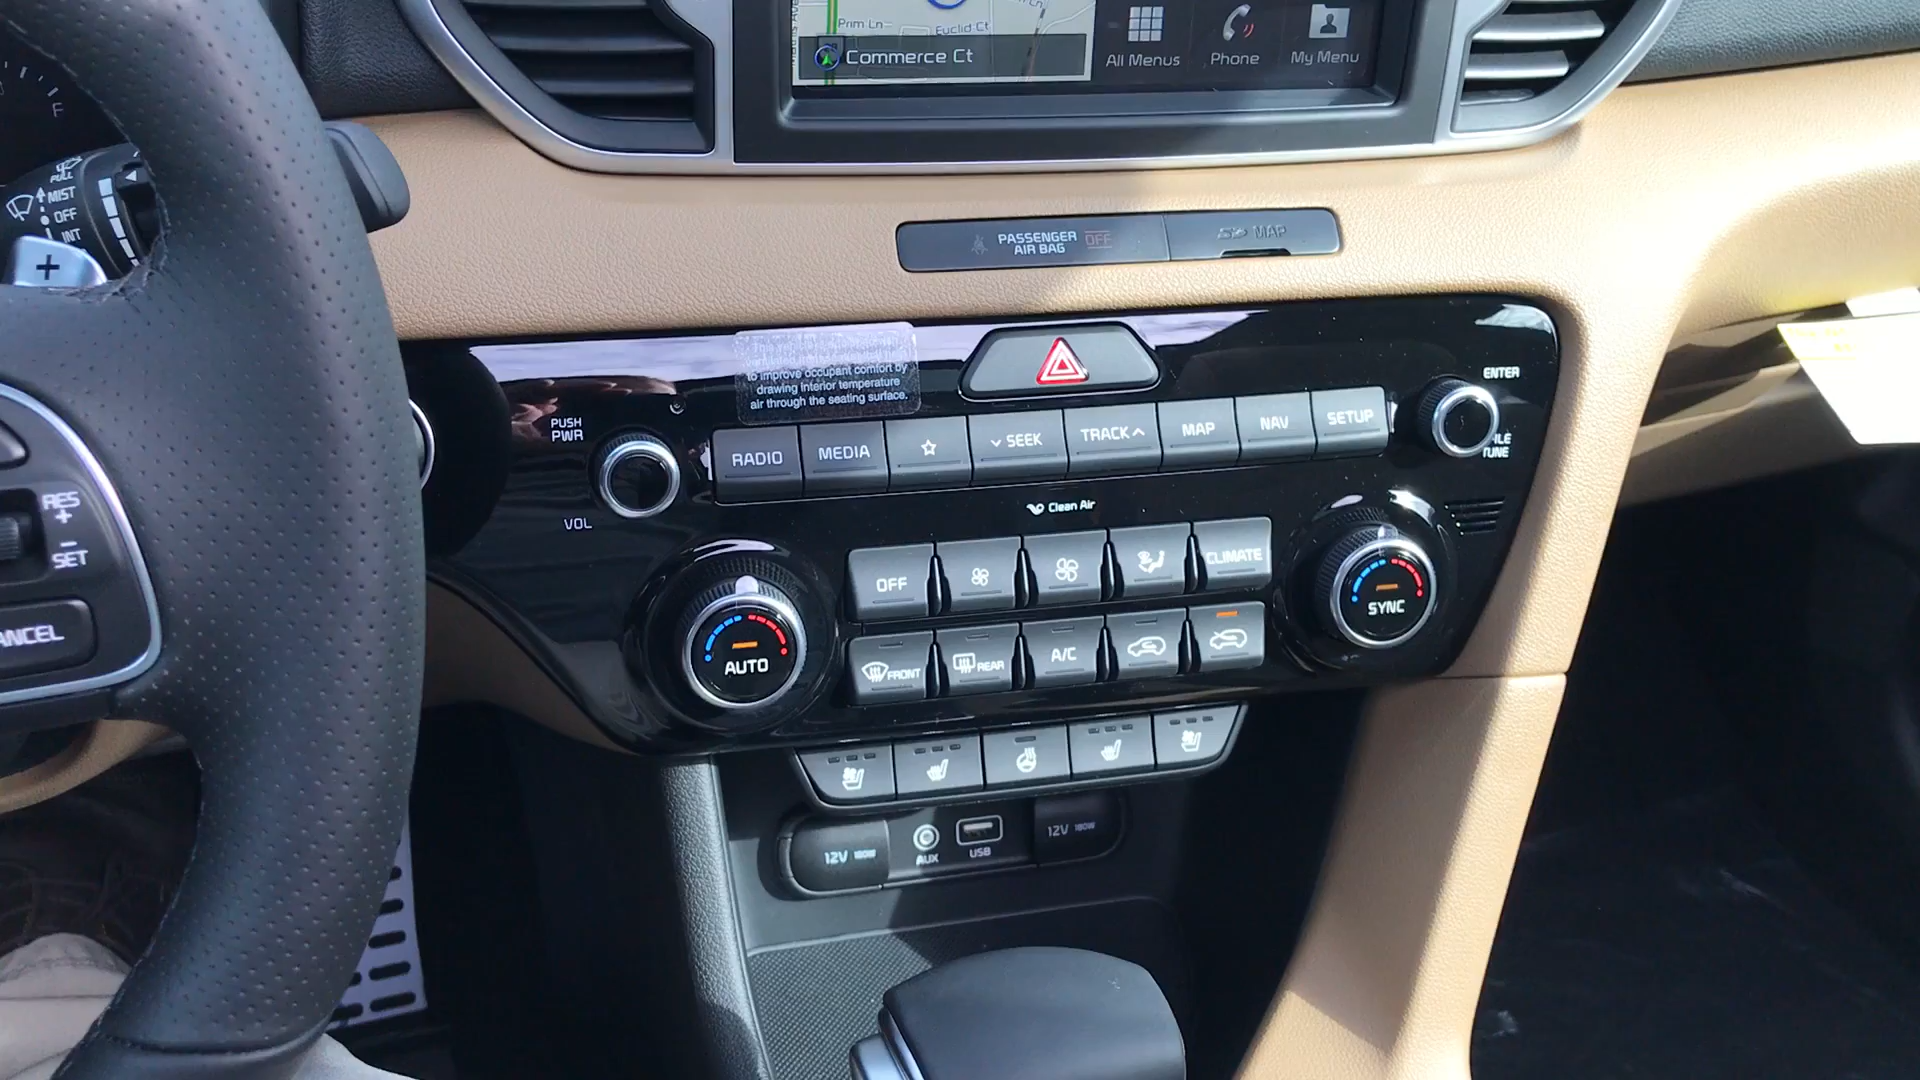 Prim Ln
Euclid Ct
Commerce Ct
All Menus
Phone
My Menu
F
PULL
MIST
OFF
INT
+
PASSENGER
AIR BAG
OFF
MAP
to improve occupant comfort by
drawing interior temperature
air through the seating surface.
PUSH
PWR
VOL
RADIO
MEDIA
SEEK
TRACK
MAP
NAV
SETUP
ENTER
TUNE
Clean Air
OFF
CLIMATE
AUTO
SYNC
FRONT
REAR
A/C
RES
+
-
SET
ANCEL
12V 180W
AUX
USB
12V 180W